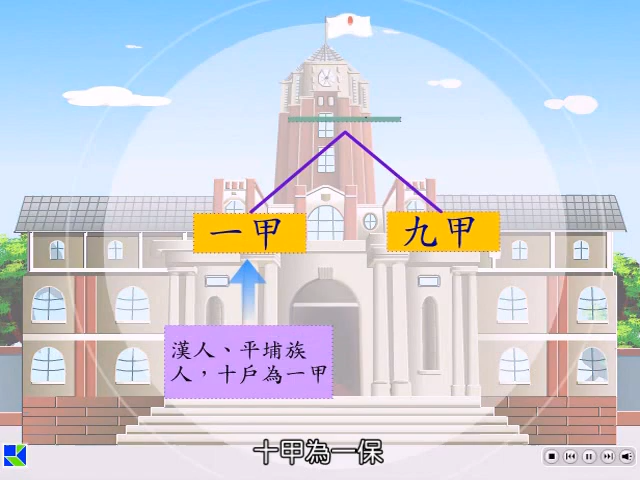 一甲
九甲
漢人、平埔族
人，十戶為一甲
十甲為一保